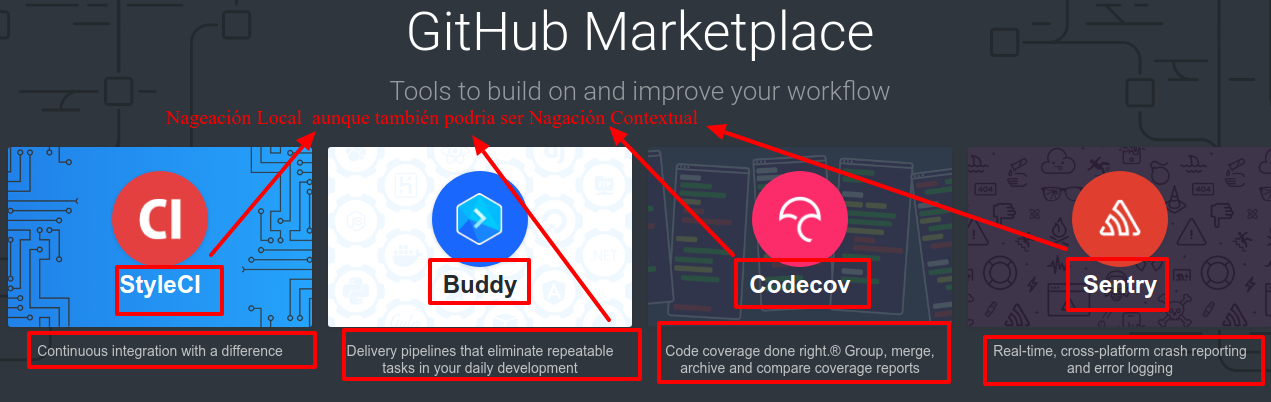 GitHub Marketplace
Tools to build on and improve your workflow
Nageación Local aunque también podria ser Nagación Contextual
CI
StyleCI
Continuous integration with a difference
Buddy
Delivery pipelines that eliminate repeatable
tasks in your daily development
Codecov
Code coverage done right.® Group, merge,
archive and compare coverage reports
404
404
Sentry
Real-time, cross-platform crash reporting
and error logging